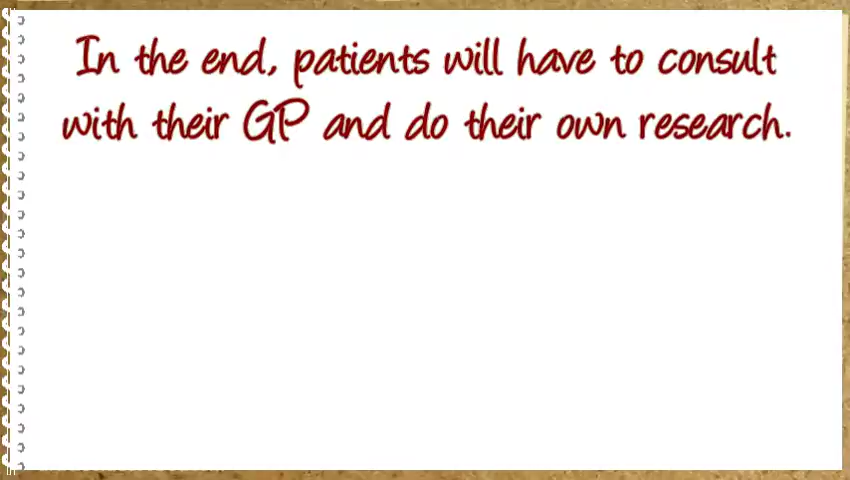 In the end, patients will have to consult
with their GP and do their own research.